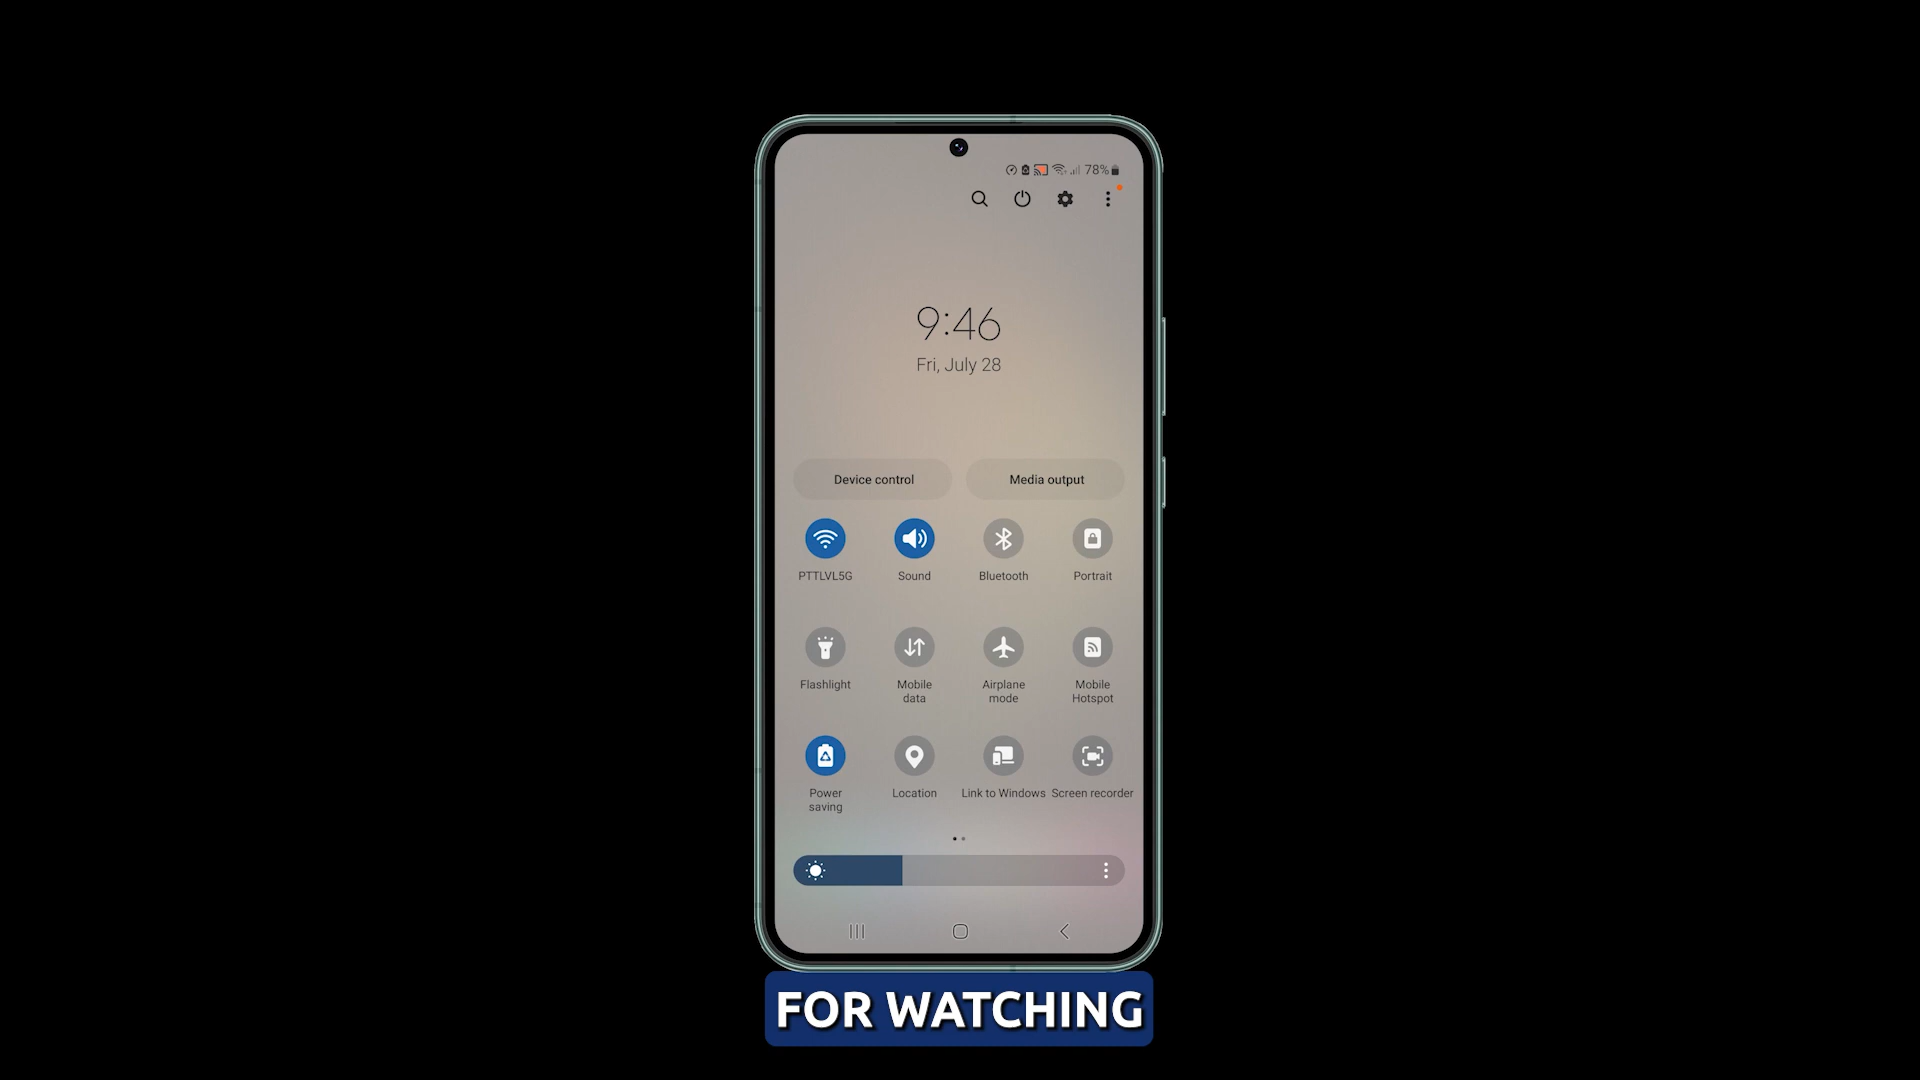 78%
9:46
Fri, July 28
Device control
Media output
PTTLVL5G
Sound
Bluetooth
Portrait
Flashlight
Mobile
data
Airplane
mode
Mobile
Hotspot
Power
saving
Location
Link to Windows
Screen recorder
FOR WATCHING